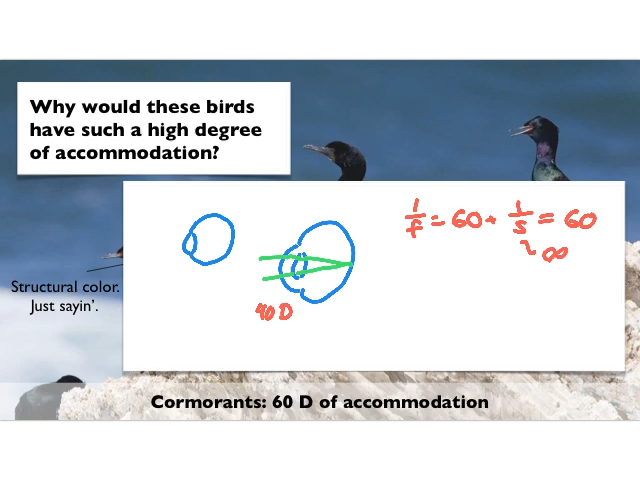 Why would these birds
have such a high degree
of accommodation?
1/f = 60 + 1/s = 60
~ ∞
40 D
Structural color.
Just sayin’.
Cormorants: 60 D of accommodation